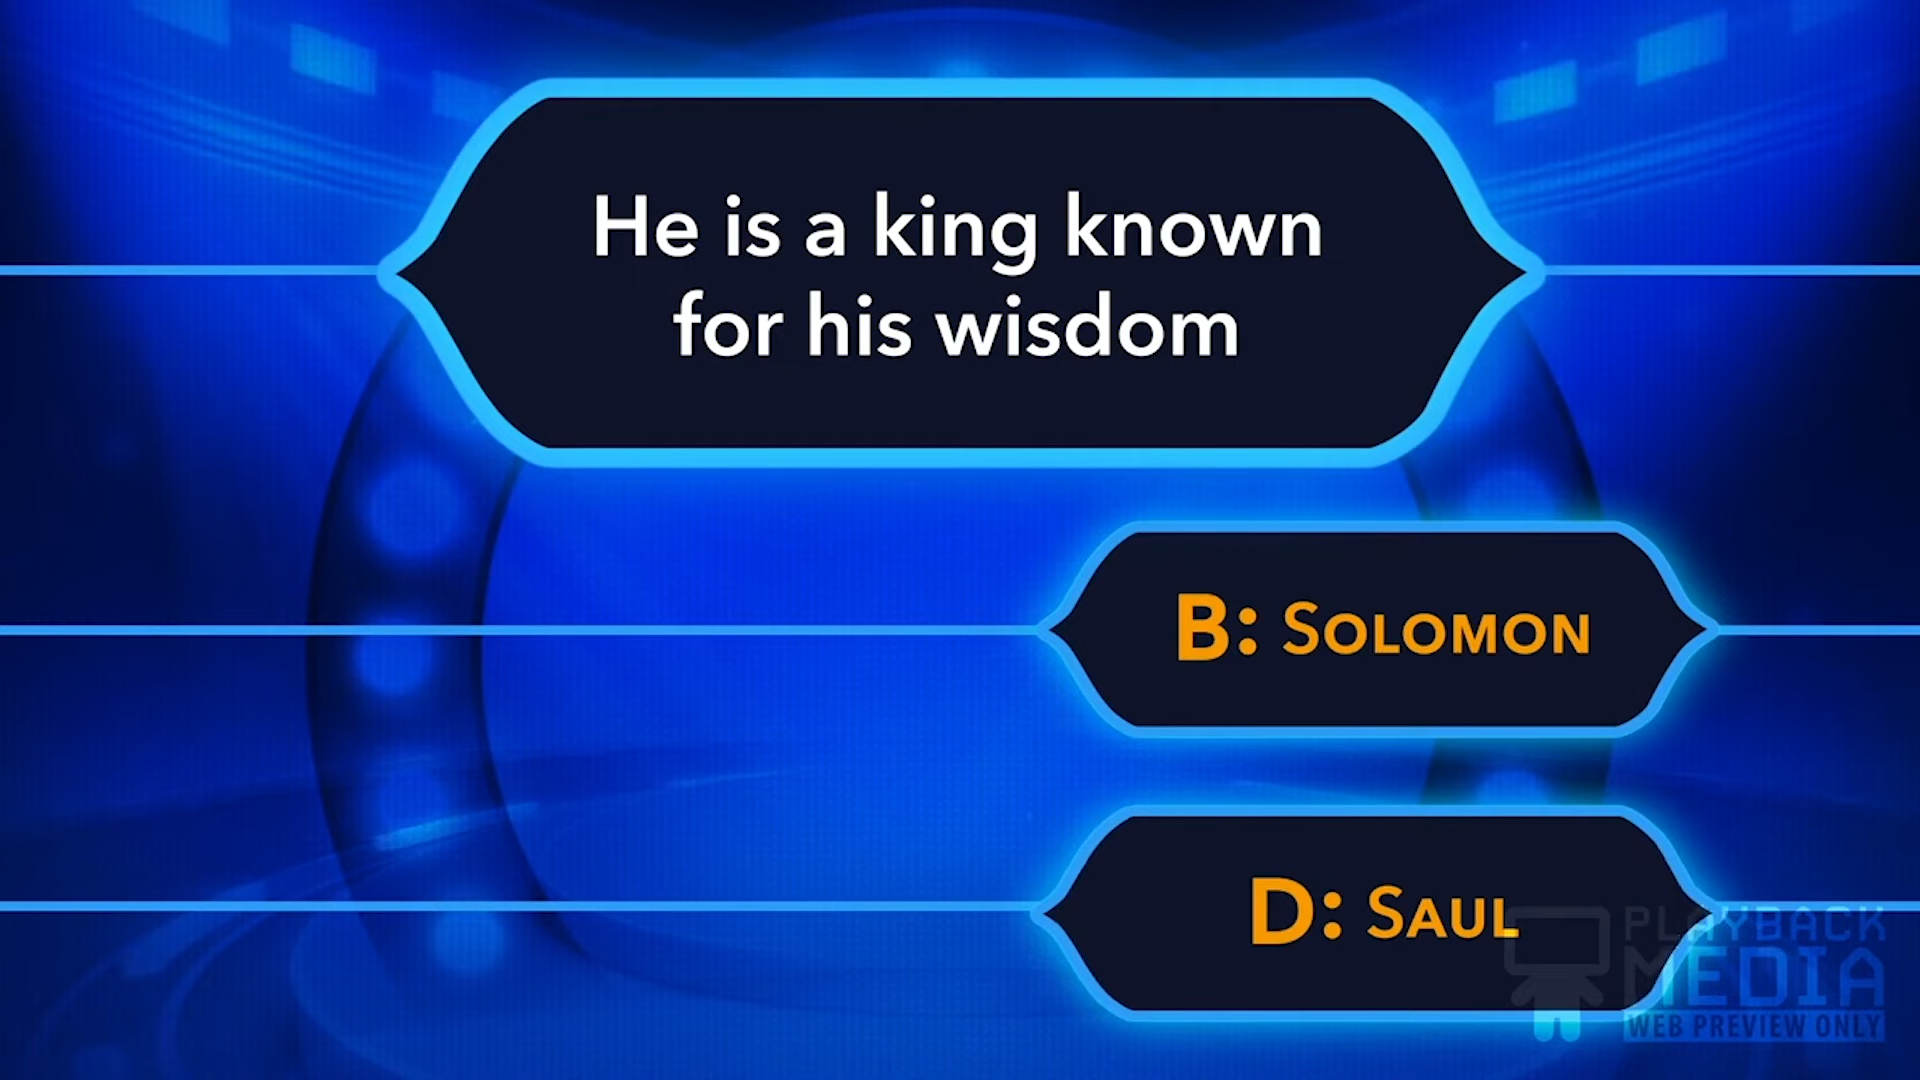 He is a king known
for his wisdom
B: SOLOMON
D: SAUL
PLAYBACK
MEDIA
WEB PREVIEW ONLY